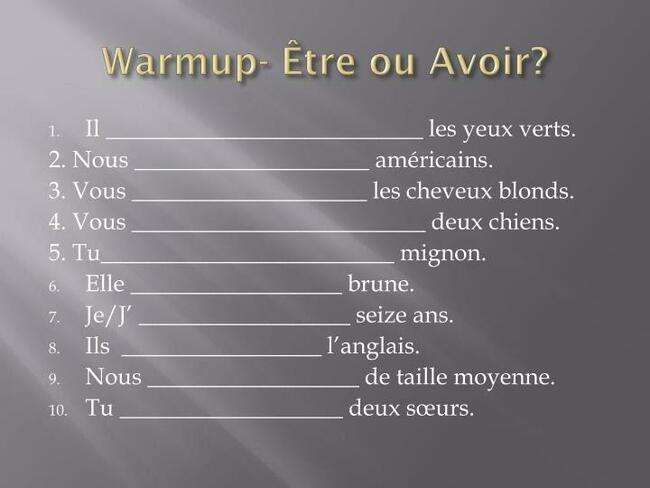 Warmup- Être ou Avoir?
1. Il ___________________________ les yeux verts.
2. Nous ____________________ américains.
3. Vous ____________________ les cheveux blonds.
4. Vous _________________________ deux chiens.
5. Tu_________________________ mignon.
6. Elle __________________ brune.
7. Je/J’ __________________ seize ans.
8. Ils _________________ l’anglais.
9. Nous __________________ de taille moyenne.
10. Tu ___________________ deux sœurs.